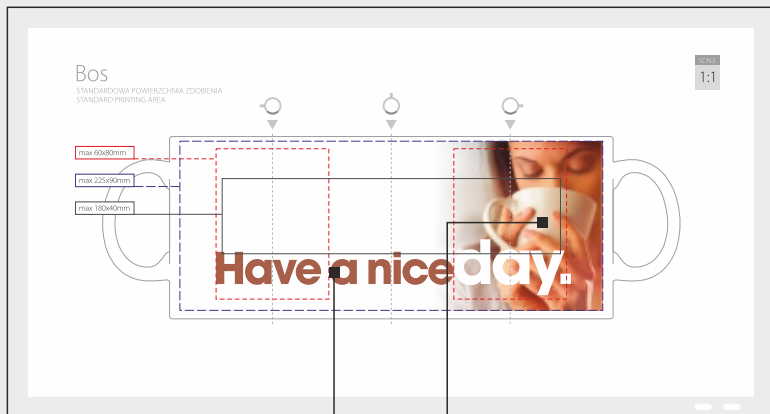 Bos
STANDARDOWA POWIERZCHNIA ZDOBIENIA
STANDARD PRINTING AREA
SCALE
1:1
max 60x80mm
max 225x90mm
max 180x40mm
Have a nice day.